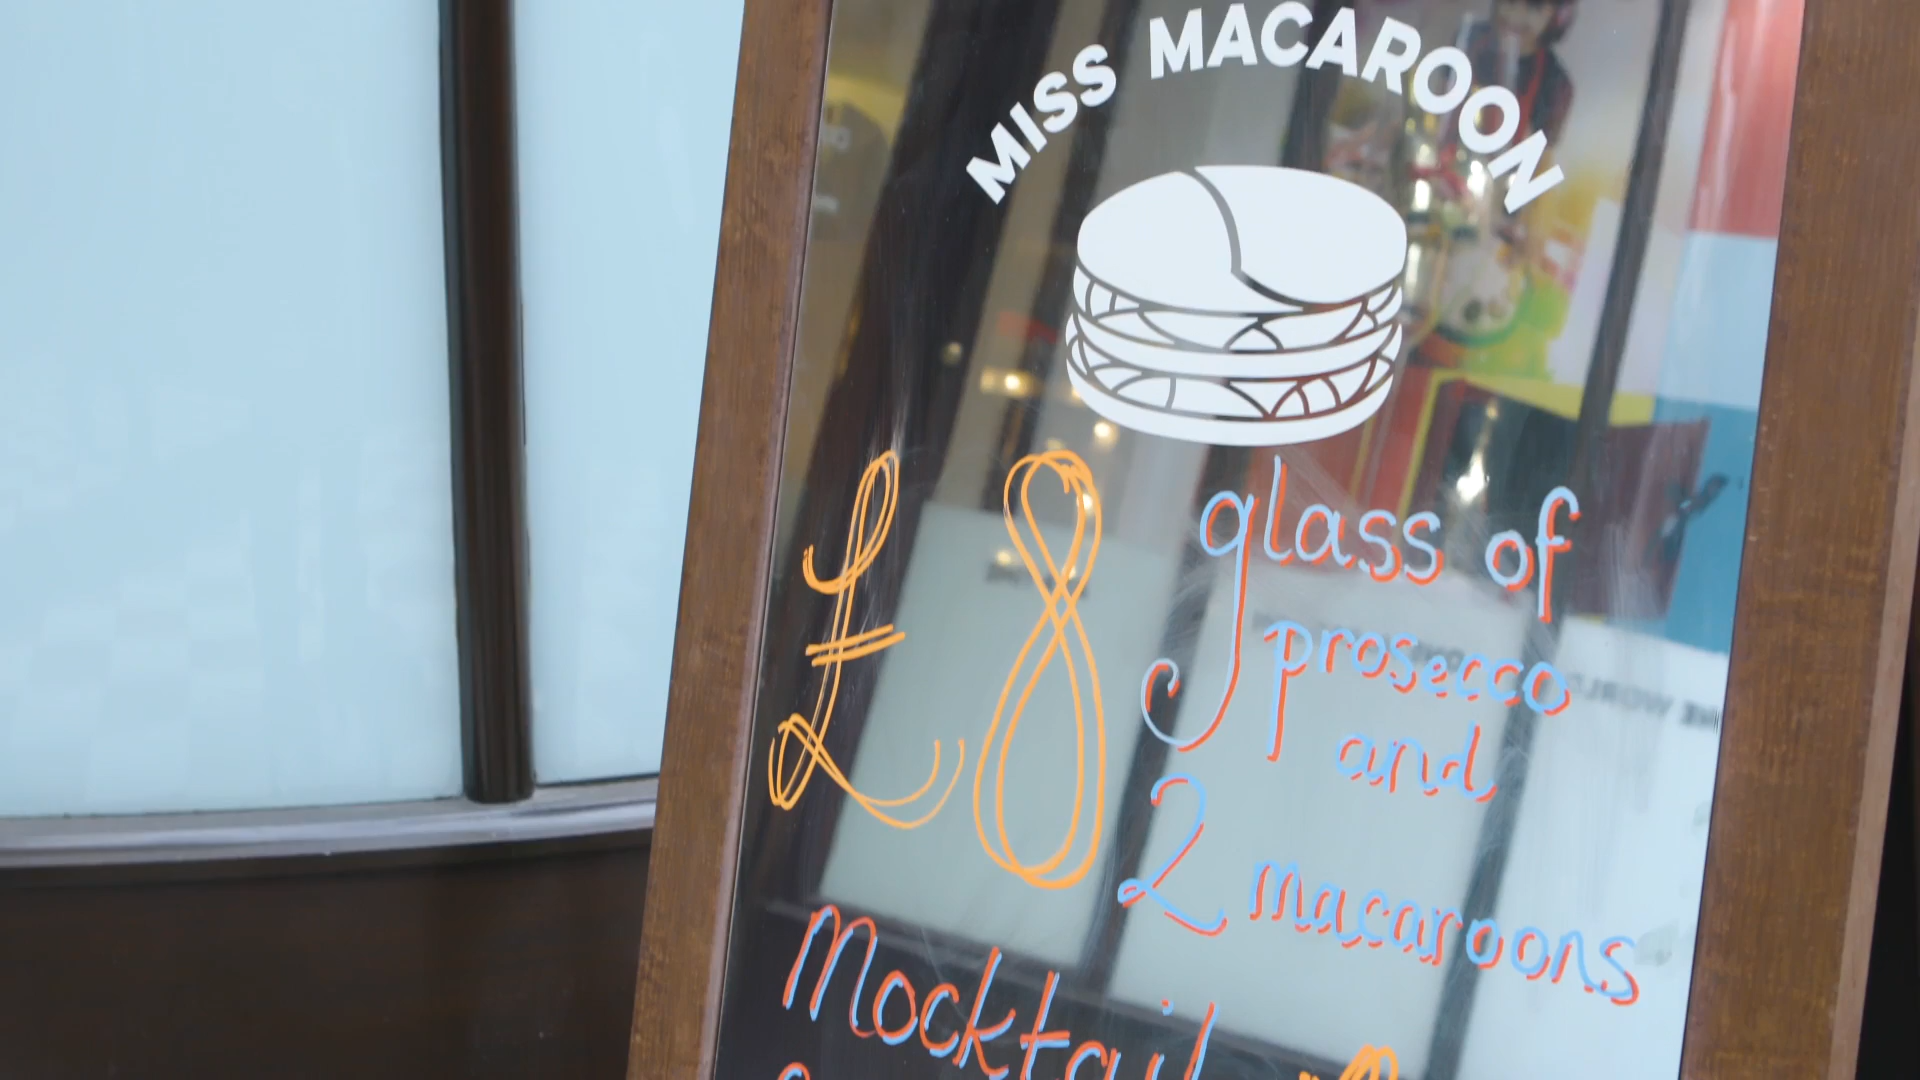 MISS MACAROON
£8 glass of
prosecco
and
2 macaroons
Mocktail